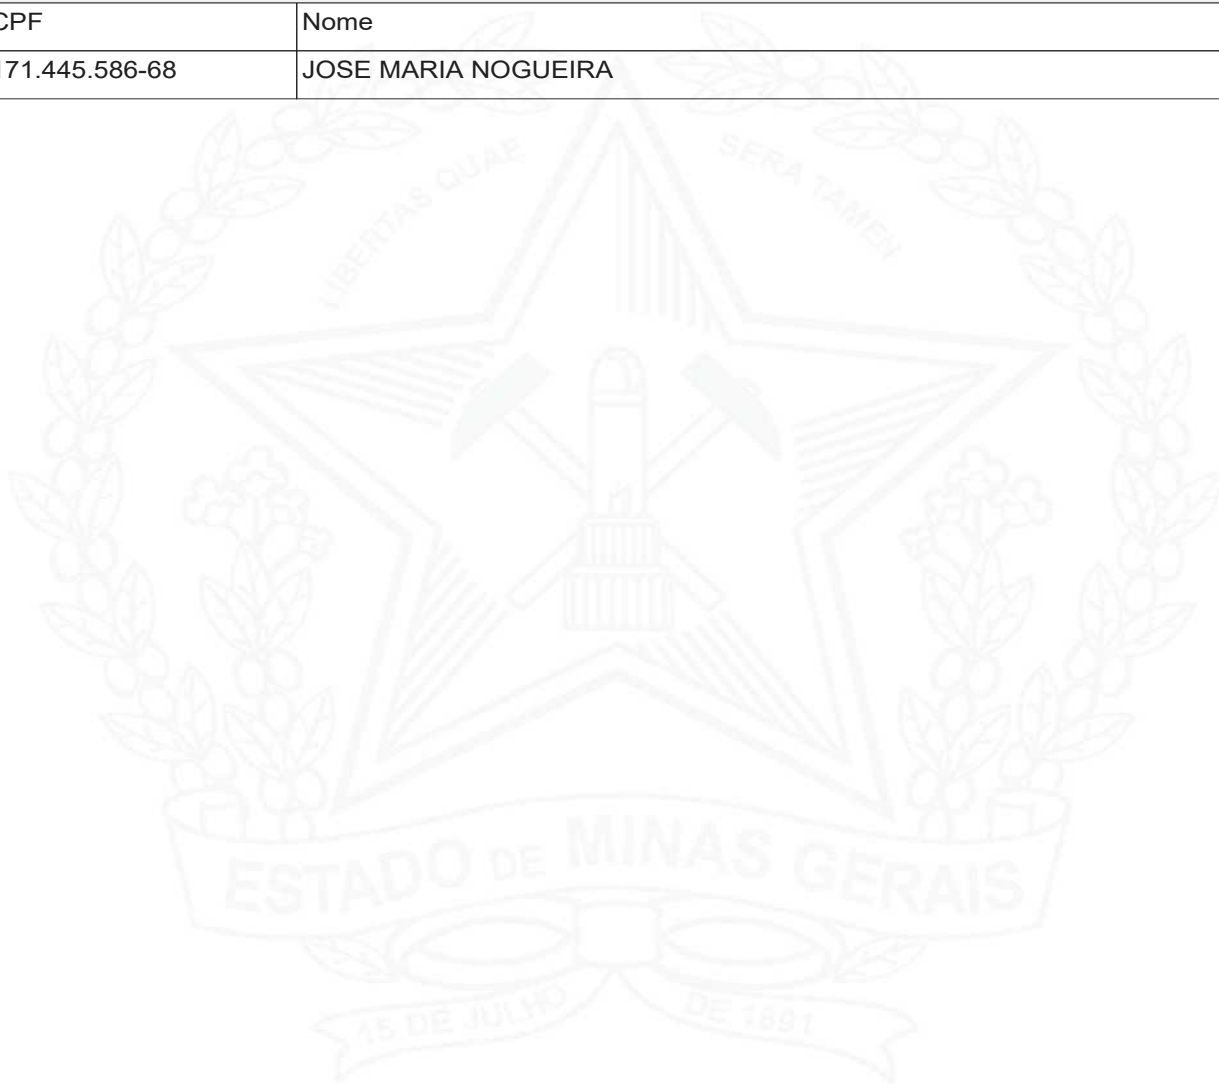 CPF Nome
171.445.586-68 JOSE MARIA NOGUEIRA
LIBERTAS QUAE SERA TAMEN
ESTADO DE MINAS GERAIS
15 DE JULHO DE 1891